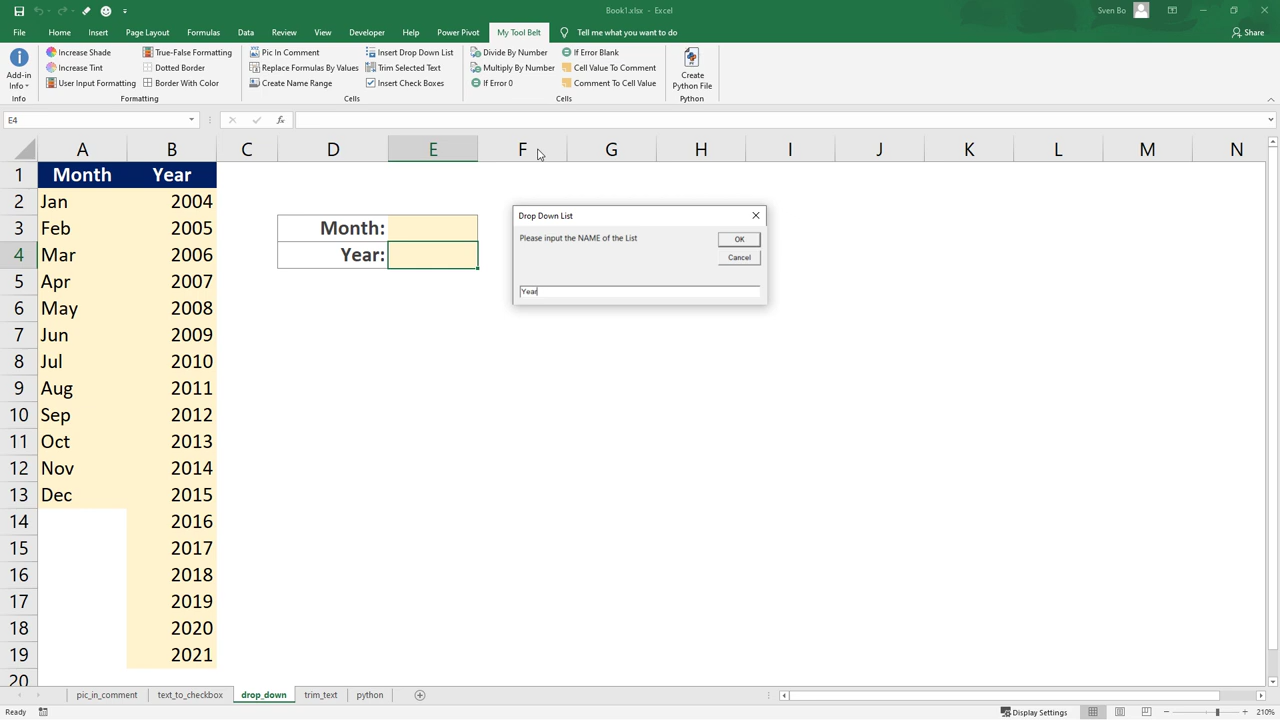 Book1.xlsx - Excel
Sven Bo
File Insert Page Layout Formulas Data Review View Developer Help Power Pivot My Tool Belt Tell me what you want to do Share
Add-in Info
Increase Shade
Increase Tint
User Input Formatting
True-False Formatting
Dotted Border
Border With Color
Pic In Comment
Replace Formulas By Values
Create Name Range
Insert Drop Down List
Trim Selected Text
Insert Check Boxes
Divide By Number
Multiply By Number
If Error 0
If Error Blank
Cell Value To Comment
Comment To Cell Value
Create Python File
Info Formatting Cells Cells Python
E4 fx
A B C D E F G H I J K L M N
1 Month Year
2 Jan 2004
3 Feb 2005 Month:
4 Mar 2006 Year:
5 Apr 2007
6 May 2008
7 Jun 2009
8 Jul 2010
9 Aug 2011
10 Sep 2012
11 Oct 2013
12 Nov 2014
13 Dec 2015
14 2016
15 2017
16 2018
17 2019
18 2020
19 2021
20
Drop Down List
Please input the NAME of the List
OK
Cancel
Year
pic_in_comment text_to_checkbox drop_down trim_text python
Ready Display Settings 210%